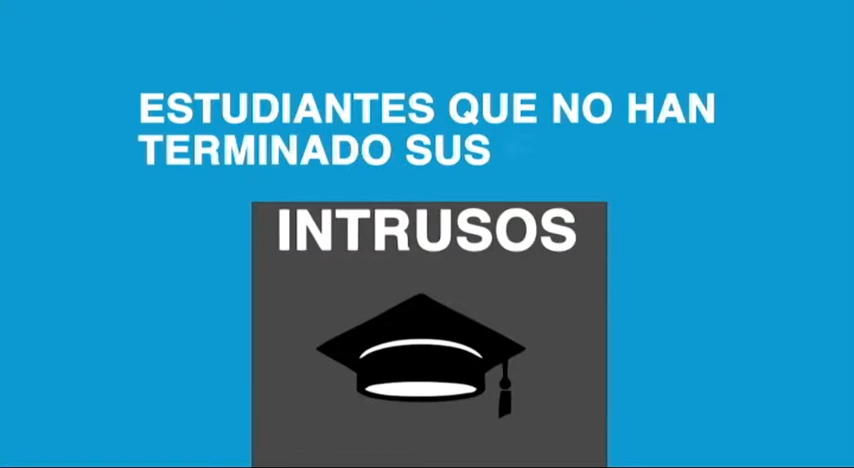 ESTUDIANTES QUE NO HAN
TERMINADO SUS
INTRUSOS